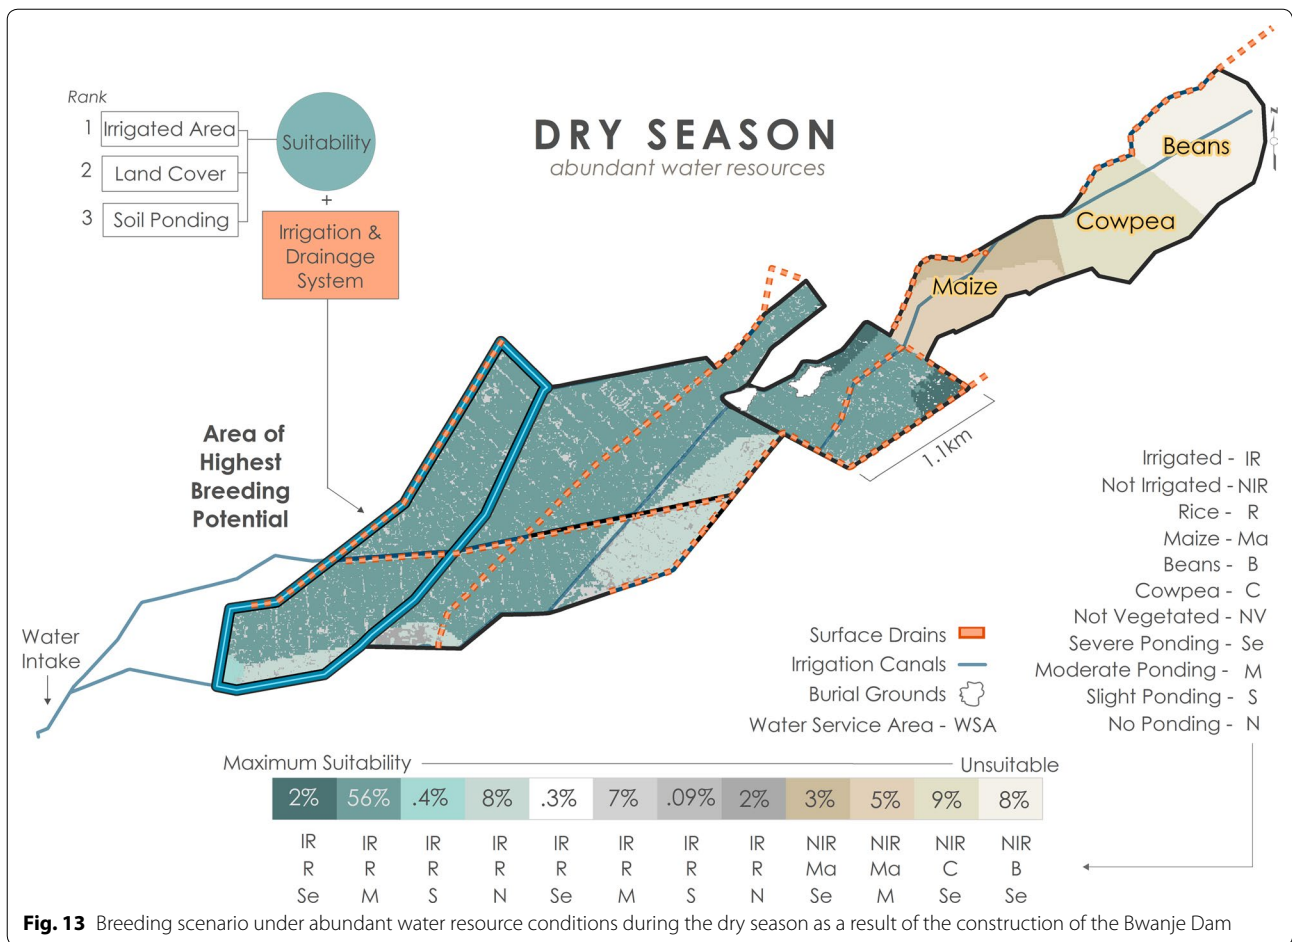 Rank
1 Irrigated Area
2 Land Cover
3 Soil Ponding
Suitability
+
Irrigation &
Drainage
System
DRY SEASON
abundant water resources
Beans
Cowpea
Maize
N
1.1km
Area of
Highest
Breeding
Potential
Water
Intake
Surface Drains
Irrigation Canals
Burial Grounds
Water Service Area - WSA
Irrigated - IR
Not Irrigated - NIR
Rice - R
Maize - Ma
Beans - B
Cowpea - C
Not Vegetated - NV
Severe Ponding - Se
Moderate Ponding - M
Slight Ponding - S
No Ponding - N
Maximum Suitability Unsuitable
2% 56% .4% 8% .3% 7% .09% 2% 3% 5% 9% 8%
IR IR IR IR IR IR IR IR NIR NIR NIR NIR
R R R R R R R R Ma Ma C B
Se M S N Se M S N Se M Se Se
Fig. 13 Breeding scenario under abundant water resource conditions during the dry season as a result of the construction of the Bwanje Dam